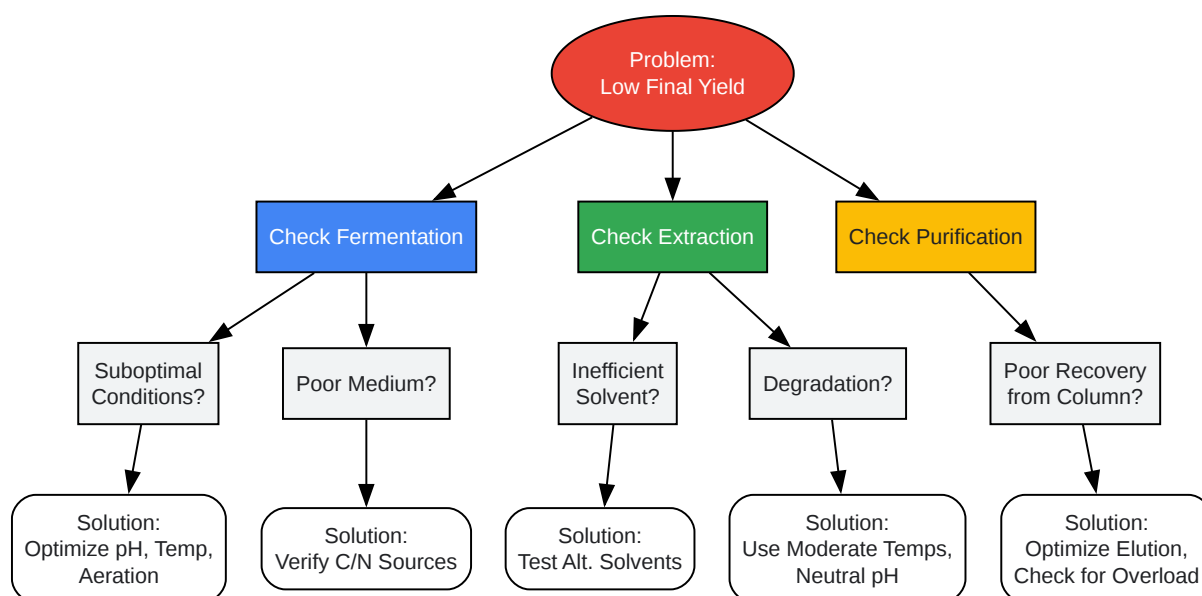 Problem:
Low Final Yield
Check Fermentation
Check Extraction
Check Purification
Suboptimal
Conditions?
Poor Medium?
Inefficient
Solvent?
Degradation?
Poor Recovery
from Column?
Solution:
Optimize pH, Temp,
Aeration
Solution:
Verify C/N Sources
Solution:
Test Alt. Solvents
Solution:
Use Moderate Temps,
Neutral pH
Solution:
Optimize Elution,
Check for Overload